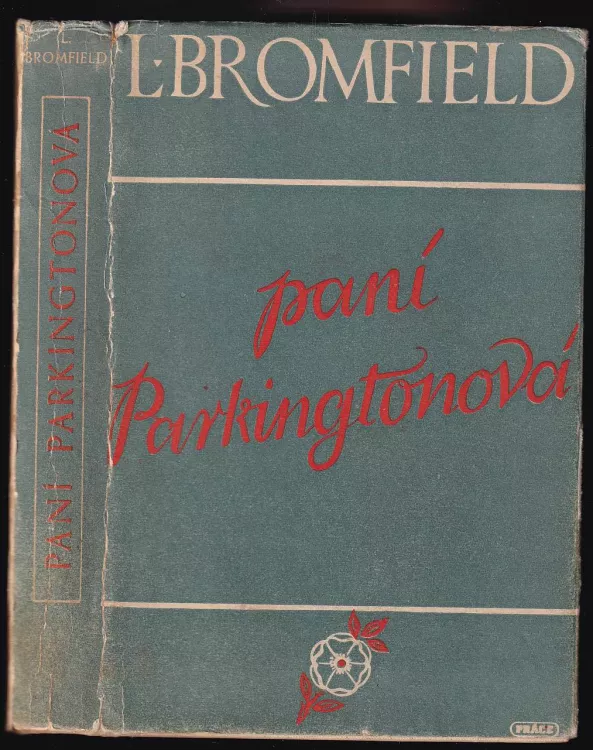 L.
BROMFIELD
PANÍ PARKINGTONOVÁ
L·BROMFIELD
paní
Parkingtonová
PRÁCE